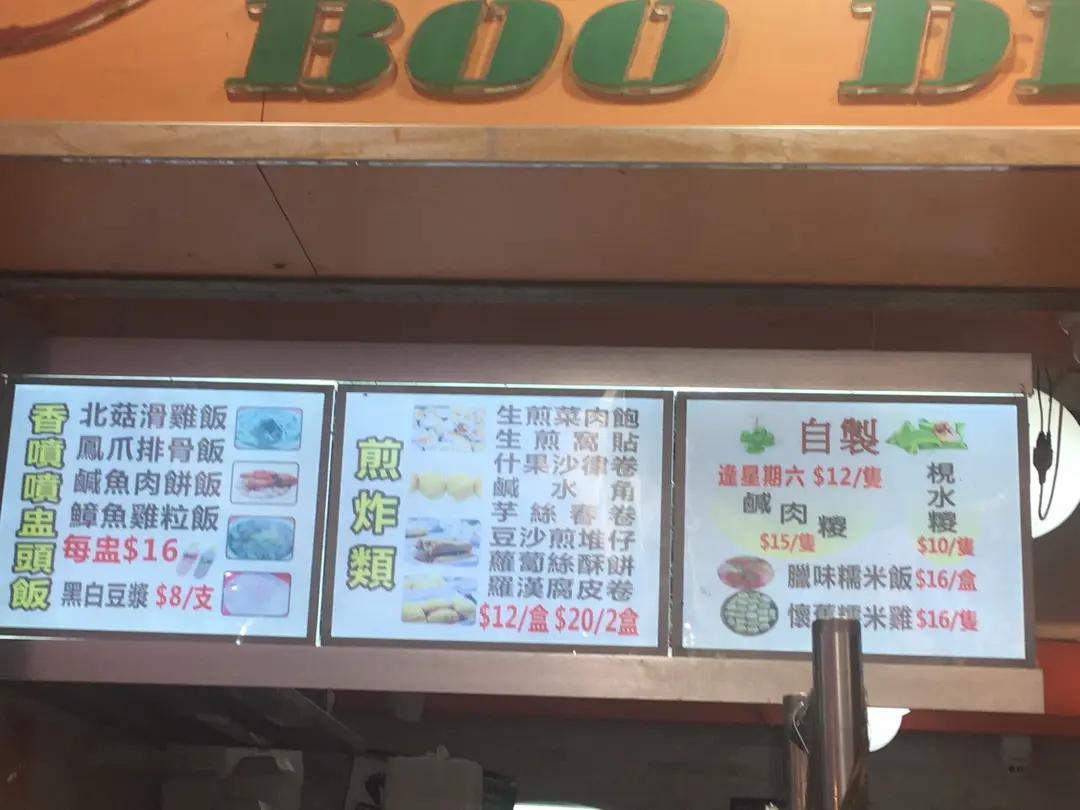 BOO D
香噴噴盅頭飯
北菇滑雞飯
鳳爪排骨飯
鹹魚肉餅飯
鱆魚雞粒飯
每盅$16
黑白豆漿 $8/支
煎炸類
生煎菜肉飽
生煎窩貼
什果沙律卷
鹹水角
芋絲春卷
豆沙煎堆仔
蘿蔔絲酥餅
羅漢腐皮卷
$12/盒 $20/2盒
自製
逢星期六 $12/隻
鹹肉糭
$15/隻
梘水糭
$10/隻
臘味糯米飯 $16/盒
懷舊糯米雞 $16/隻